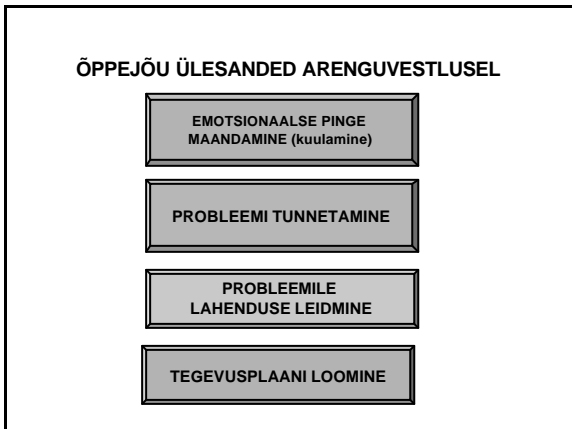 ÕPPEJÕU ÜLESANDED ARENGUVESTLUSEL
EMOTSIONAALSE PINGE
MAANDAMINE (kuulamine)
PROBLEEMI TUNNETAMINE
PROBLEEMILE
LAHENDUSE LEIDMINE
TEGEVUSPLAANI LOOMINE